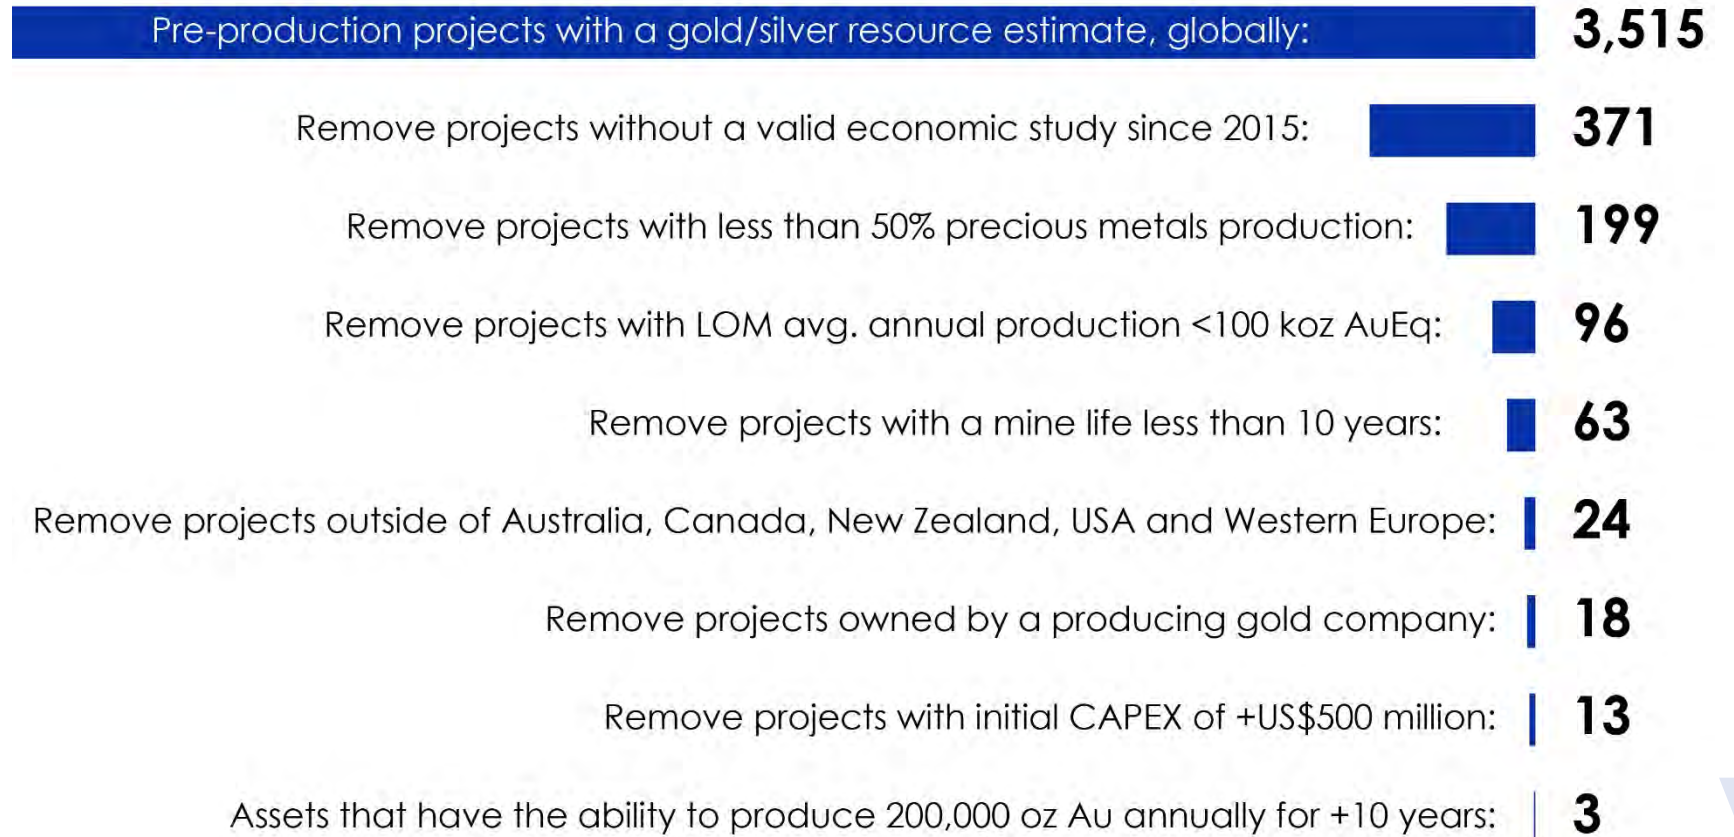 Pre-production projects with a gold/silver resource estimate, globally: 3,515
Remove projects without a valid economic study since 2015: 371
Remove projects with less than 50% precious metals production: 199
Remove projects with LOM avg. annual production <100 koz AuEq: 96
Remove projects with a mine life less than 10 years: 63
Remove projects outside of Australia, Canada, New Zealand, USA and Western Europe: 24
Remove projects owned by a producing gold company: 18
Remove projects with initial CAPEX of +US$500 million: 13
Assets that have the ability to produce 200,000 oz Au annually for +10 years: 3